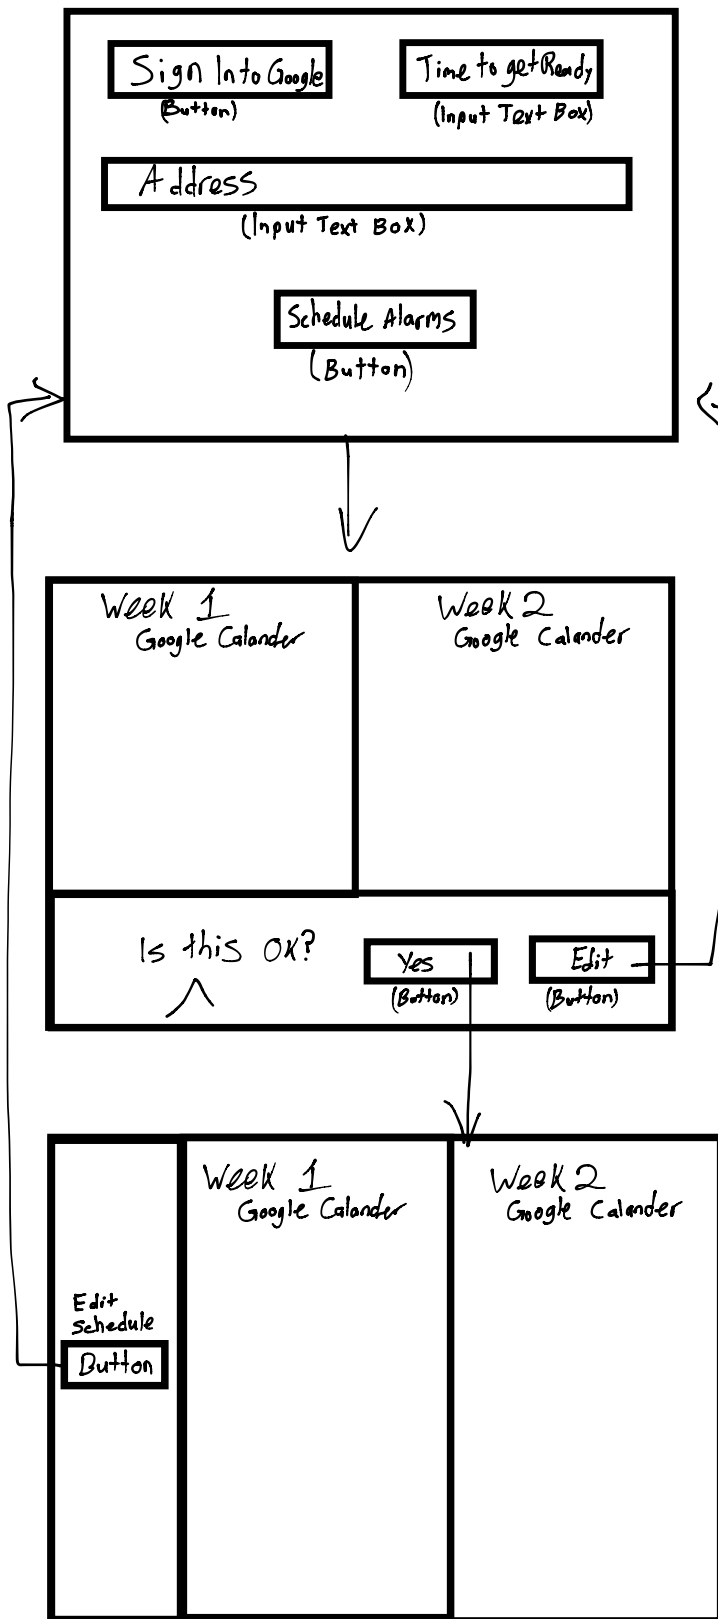 Sign Into Google
(Button)
Time to get Ready
(Input Text Box)
Address
(Input Text Box)
Schedule Alarms
(Button)
Week 1
Google Calander
Week 2
Google Calander
Is this OK?
Yes
(Button)
Edit
(Button)
Week 1
Google Calander
Week 2
Google Calander
Edit
Schedule
Button